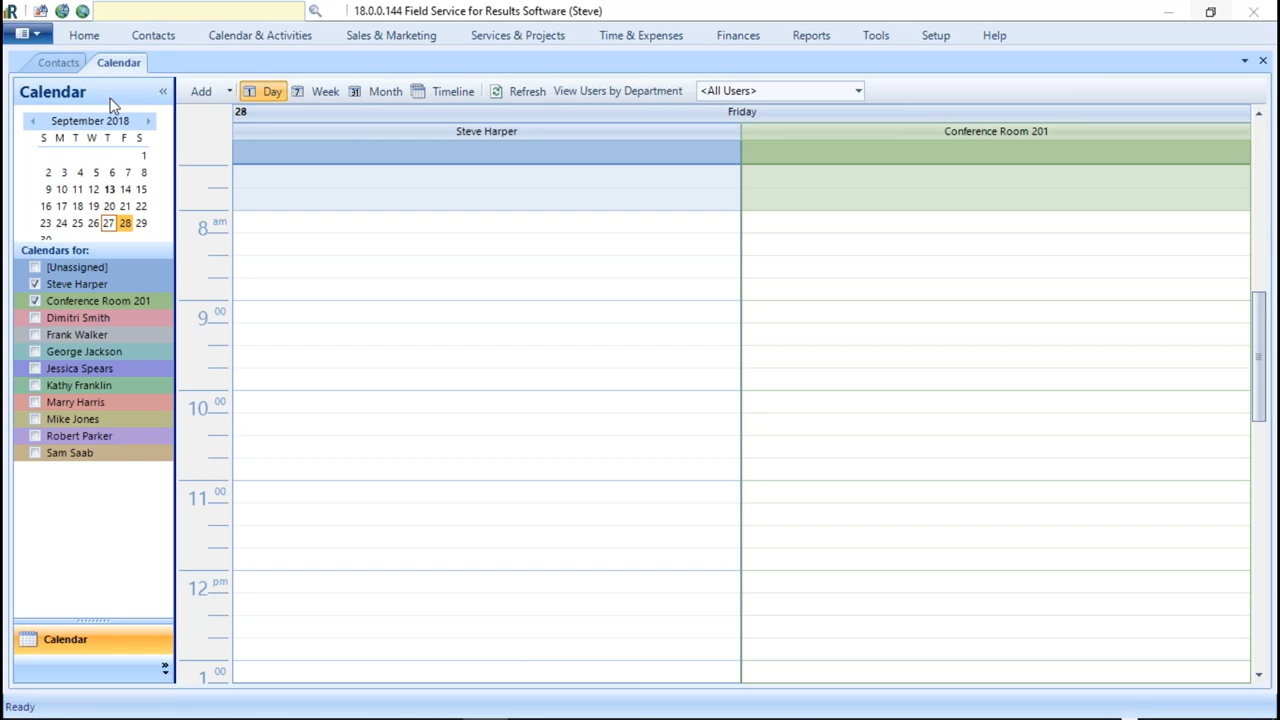 18.0.0.144 Field Service for Results Software (Steve)
Home Contacts Calendar & Activities Sales & Marketing Services & Projects Time & Expenses Finances Reports Tools Setup Help
Contacts Calendar
Calendar
Add Day Week Month Timeline Refresh View Users by Department <All Users>
September 2018
S M T W T F S
1
2 3 4 5 6 7 8
9 10 11 12 13 14 15
16 17 18 19 20 21 22
23 24 25 26 27 28 29
30
Calendars for:
[Unassigned]
Steve Harper
Conference Room 201
Dimitri Smith
Frank Walker
George Jackson
Jessica Spears
Kathy Franklin
Marry Harris
Mike Jones
Robert Parker
Sam Saab
Calendar
28 Friday
Steve Harper Conference Room 201
8 am
9 00
10 00
11 00
12 pm
1 00
Ready